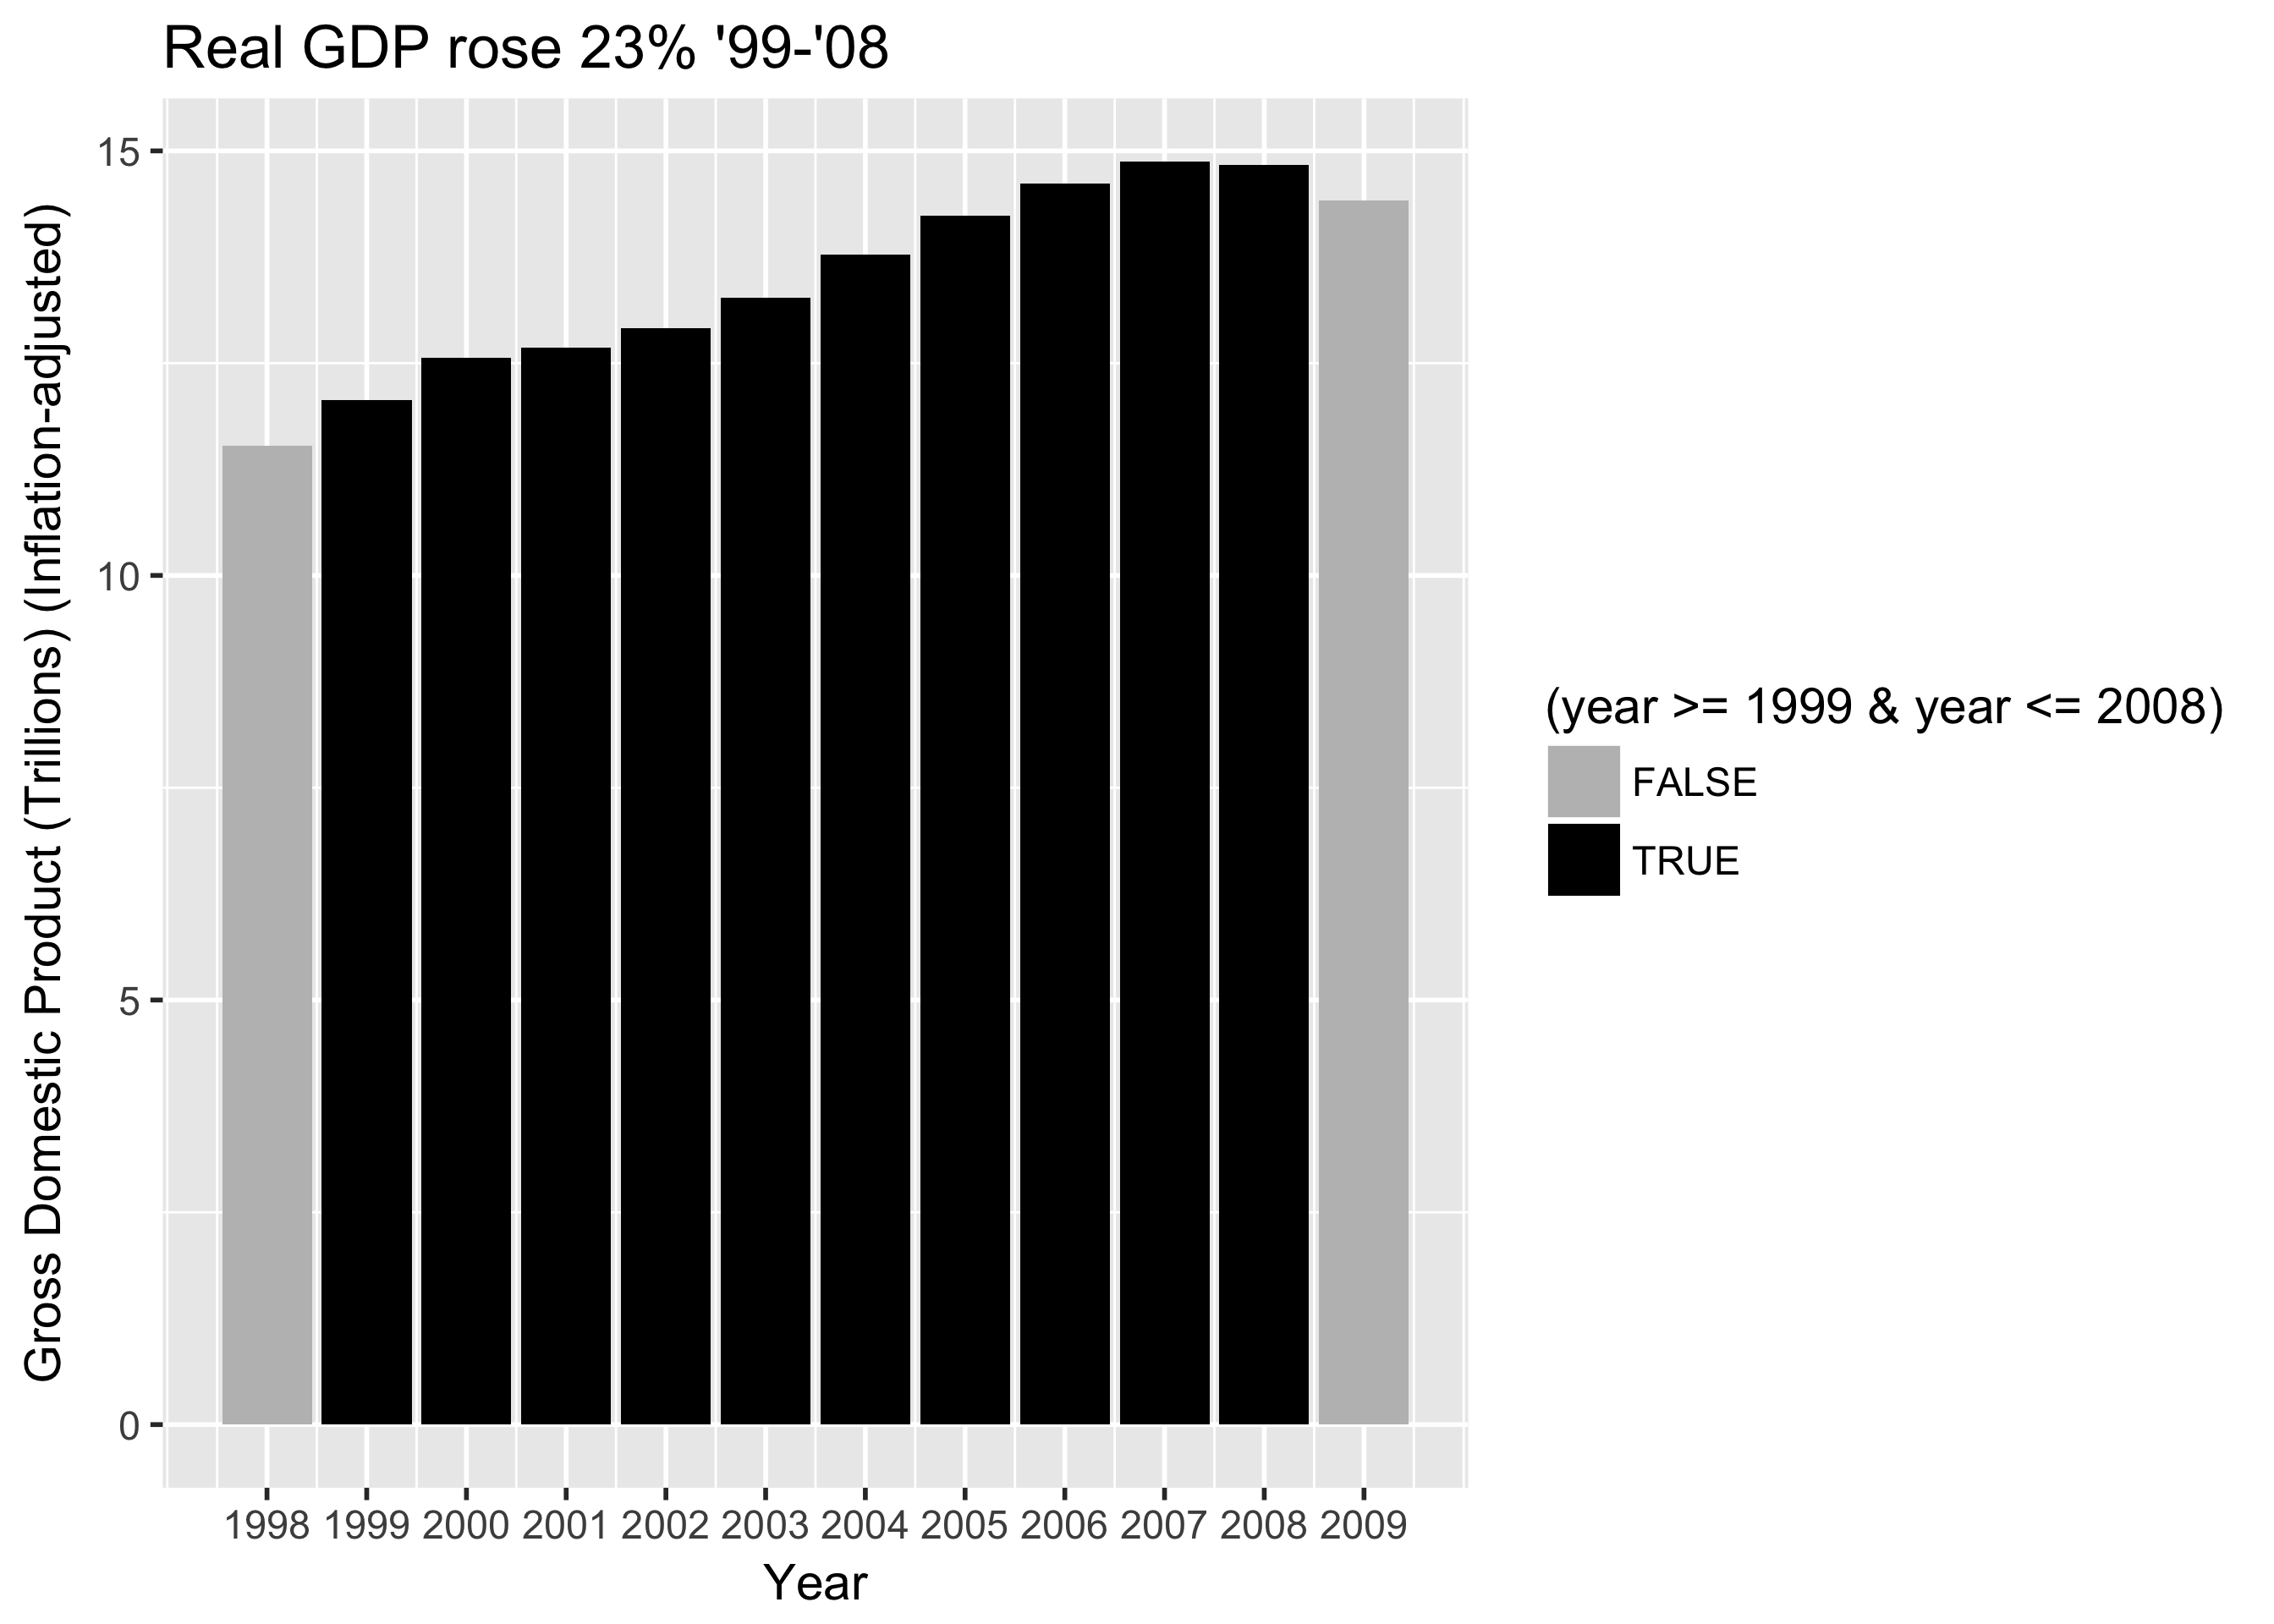 Real GDP rose 23% '99-'08
Gross Domestic Product (Trillions) (Inflation-adjusted)
15
10
5
0
1998 1999 2000 2001 2002 2003 2004 2005 2006 2007 2008 2009
Year
(year >= 1999 & year <= 2008)
FALSE
TRUE